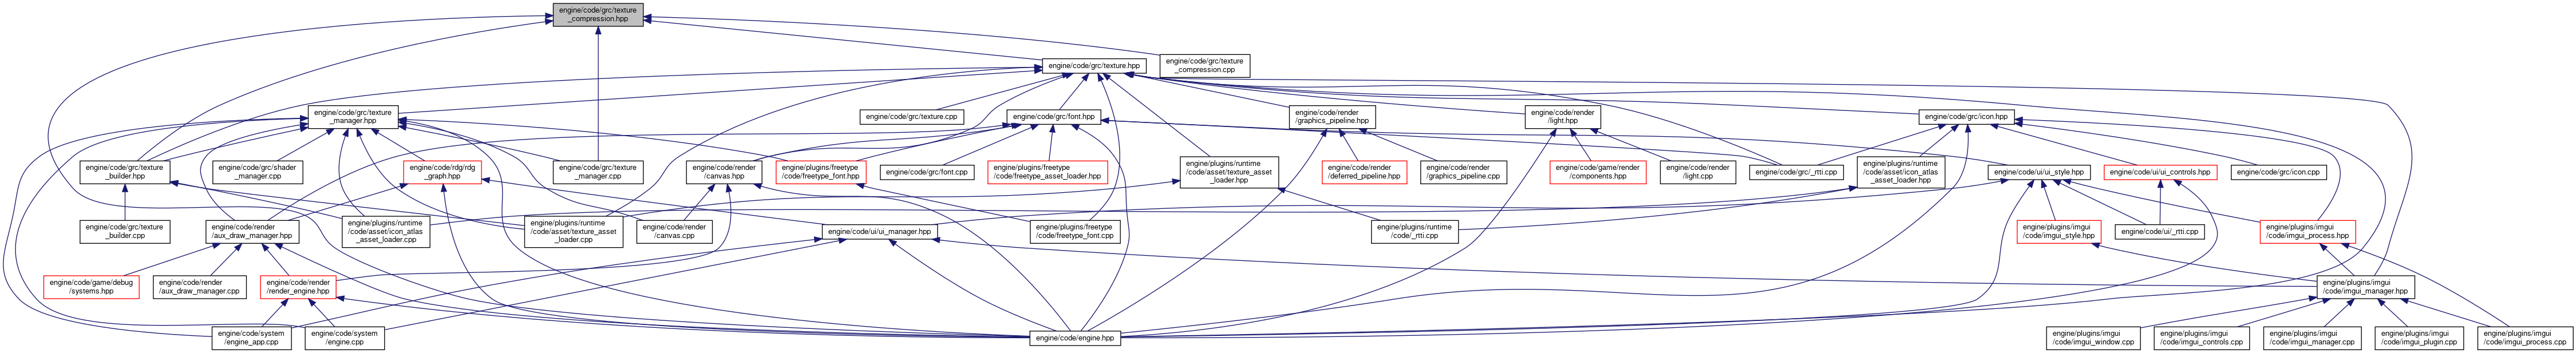 engine/code/grc/texture
_compression.hpp
engine/code/grc/texture.hpp
engine/code/grc/texture
_compression.cpp
engine/code/grc/texture
_manager.hpp
engine/code/grc/texture.cpp
engine/code/grc/font.hpp
engine/code/render
/graphics_pipeline.hpp
engine/code/render
/light.hpp
engine/code/grc/icon.hpp
engine/code/grc/texture
_builder.hpp
engine/code/grc/shader
_manager.cpp
engine/code/rdg/rdg
_graph.hpp
engine/code/grc/texture
_manager.cpp
engine/code/render
/canvas.hpp
engine/plugins/freetype
/code/freetype_font.hpp
engine/code/grc/font.cpp
engine/plugins/freetype
/code/freetype_asset_loader.hpp
engine/plugins/runtime
/code/asset/texture_asset
_loader.hpp
engine/code/render
/deferred_pipeline.hpp
engine/code/render
/graphics_pipeline.cpp
engine/code/grc/_rtti.cpp
engine/code/game/render
/components.hpp
engine/code/render
/light.cpp
engine/plugins/runtime
/code/asset/icon_atlas
_asset_loader.hpp
engine/code/ui/ui_style.hpp
engine/code/ui/ui_controls.hpp
engine/code/grc/icon.cpp
engine/code/grc/texture
_builder.cpp
engine/code/render
/aux_draw_manager.hpp
engine/plugins/runtime
/code/asset/icon_atlas
_asset_loader.cpp
engine/plugins/runtime
/code/asset/texture_asset
_loader.cpp
engine/code/render
/canvas.cpp
engine/code/ui/ui_manager.hpp
engine/plugins/freetype
/code/freetype_font.cpp
engine/plugins/runtime
/code/_rtti.cpp
engine/plugins/imgui
/code/imgui_style.hpp
engine/code/ui/_rtti.cpp
engine/plugins/imgui
/code/imgui_process.hpp
engine/code/game/debug
/systems.hpp
engine/code/render
/aux_draw_manager.cpp
engine/code/render
/render_engine.hpp
engine/plugins/imgui
/code/imgui_manager.hpp
engine/code/system
/engine_app.cpp
engine/code/system
/engine.cpp
engine/code/engine.hpp
engine/plugins/imgui
/code/imgui_window.cpp
engine/plugins/imgui
/code/imgui_controls.cpp
engine/plugins/imgui
/code/imgui_manager.cpp
engine/plugins/imgui
/code/imgui_plugin.cpp
engine/plugins/imgui
/code/imgui_process.cpp